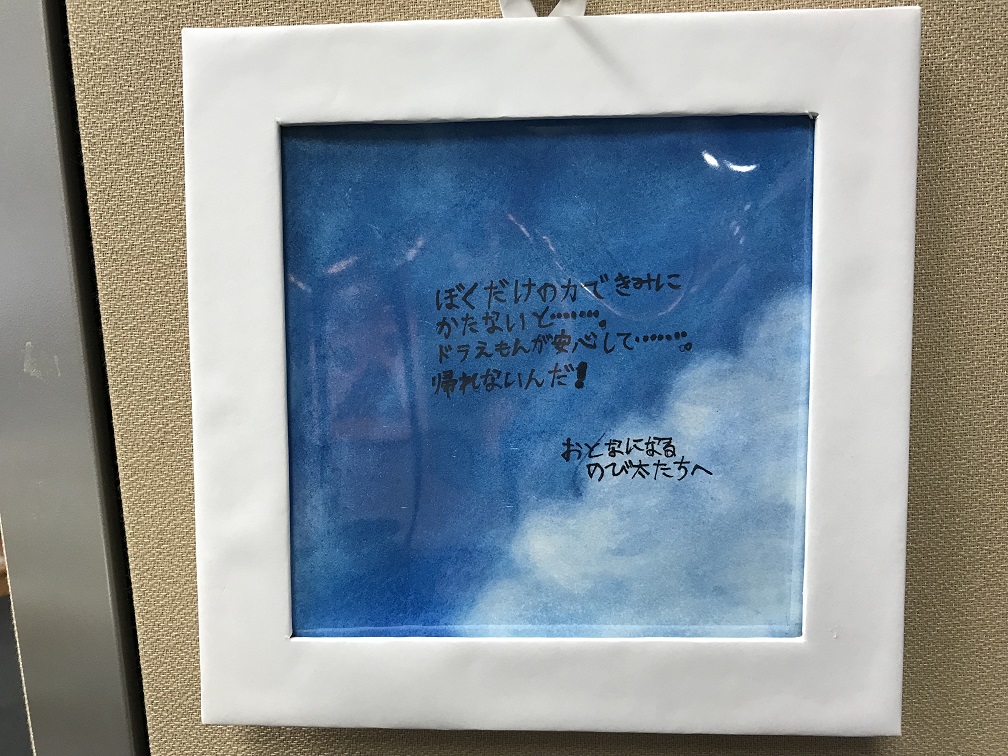 ぼくだけの力できみに
かたないと………。
ドラえもんが安心して………。
帰れないんだ!
おとなになる
のび太たちへ